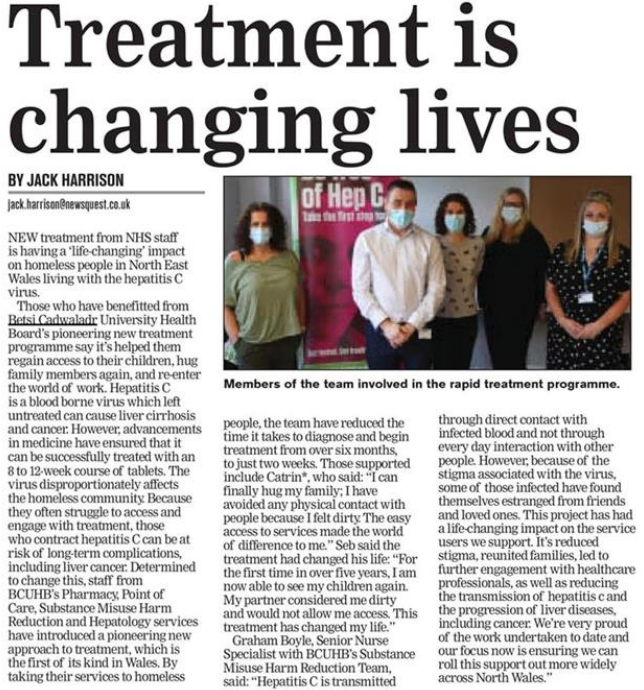 Treatment is
changing lives
BY JACK HARRISON
jack.harrison@newsquest.co.uk
NEW treatment from NHS staff
is having a 'life-changing' impact
on homeless people in North East
Wales living with the hepatitis C
virus.
Those who have benefitted from
Betsi Cadwaladr University Health
Board's pioneering new treatment
programme say it's helped them
regain access to their children, hug
family members again, and re-enter
the world of work. Hepatitis C
is a blood borne virus which left
untreated can cause liver cirrhosis
and cancer. However, advancements
in medicine have ensured that it
can be successfully treated with an
8 to 12-week course of tablets. The
virus disproportionately affects
the homeless community. Because
they often struggle to access and
engage with treatment, those
who contract hepatitis C can be at
risk of long-term complications,
including liver cancer. Determined
to change this, staff from
BCUHB's Pharmacy, Point of
Care, Substance Misuse Harm
Reduction and Hepatology services
have introduced a pioneering new
approach to treatment, which is
the first of its kind in Wales. By
taking their services to homeless
of Hep C
Take the first step
Members of the team involved in the rapid treatment programme.
people, the team have reduced the
time it takes to diagnose and begin
treatment from over six months,
to just two weeks. Those supported
include Catrin*, who said: "I can
finally hug my family; I have
avoided any physical contact with
people because I felt dirty. The easy
access to services made the world
of difference to me." Seb said the
treatment had changed his life: "For
the first time in over five years, I am
now able to see my children again.
My partner considered me dirty
and would not allow me access. This
treatment has changed my life."
Graham Boyle, Senior Nurse
Specialist with BCUHB's Substance
Misuse Harm Reduction Team,
said: "Hepatitis C is transmitted
through direct contact with
infected blood and not through
every day interaction with other
people. However, because of the
stigma associated with the virus,
some of those infected have found
themselves estranged from friends
and loved ones. This project has had
a life-changing impact on the service
users we support. It's reduced
stigma, reunited families, led to
further engagement with healthcare
professionals, as well as reducing
the transmission of hepatitis c and
the progression of liver diseases,
including cancer. We're very proud
of the work undertaken to date and
our focus now is ensuring we can
roll this support out more widely
across North Wales."